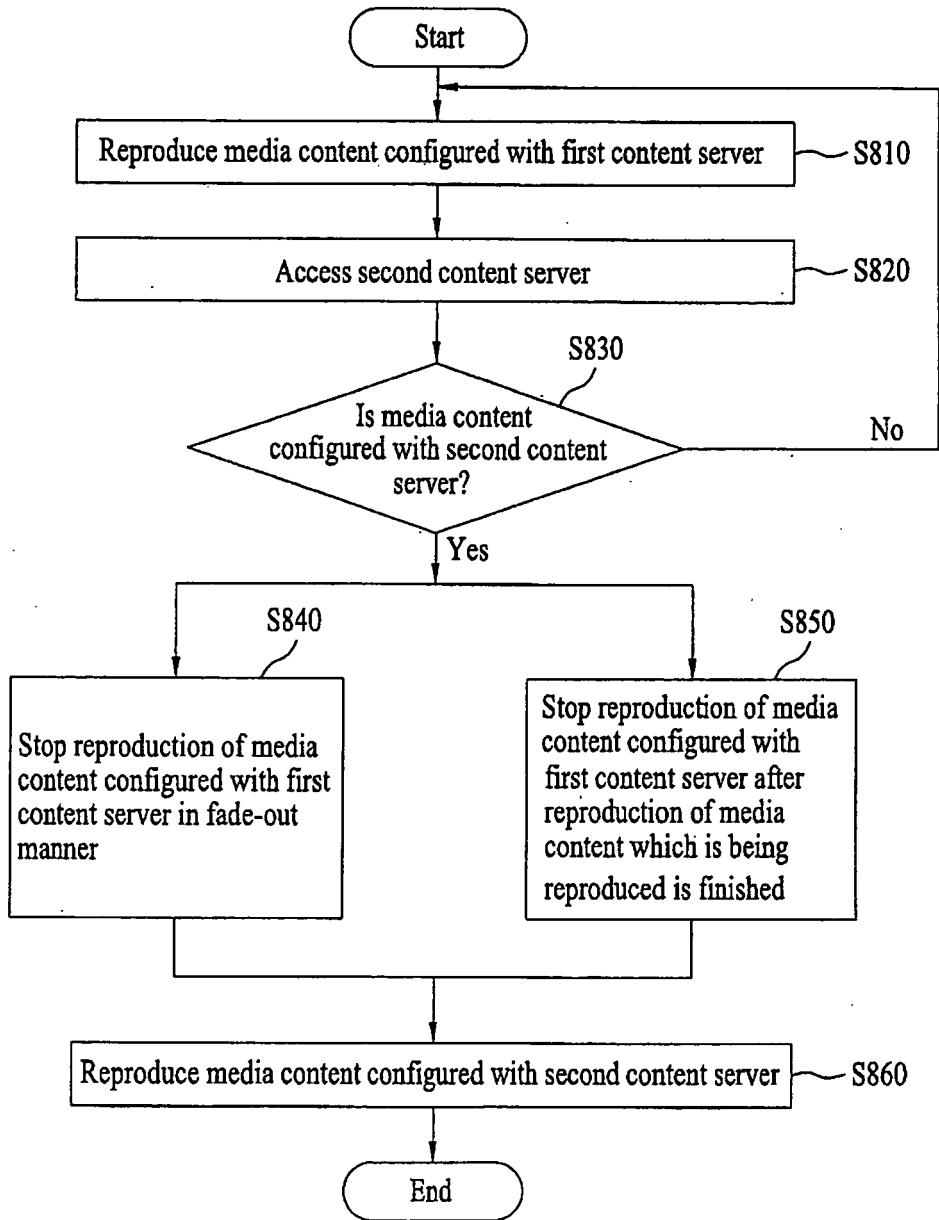 Start
Reproduce media content configured with first content server
S810
Access second content server
S820
S830
Is media content
configured with second content
server?
No
Yes
S840
S850
Stop reproduction of media
content configured with first
content server in fade-out
manner
Stop reproduction of media
content configured with
first content server after
reproduction of media
content which is being
reproduced is finished
Reproduce media content configured with second content server
S860
End